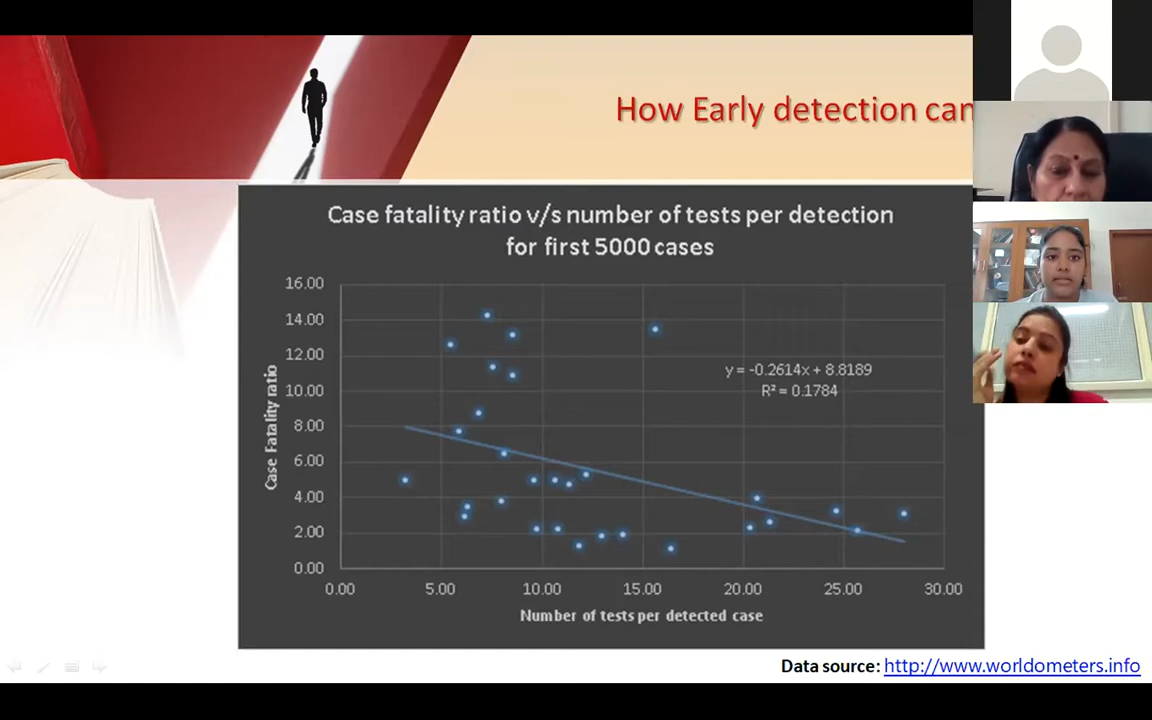 How Early detection can
Case fatality ratio v/s number of tests per detection
for first 5000 cases
16.00
14.00
12.00
10.00
8.00
6.00
4.00
2.00
0.00
Case Fatality ratio
y = -0.2614x + 8.8189
R² = 0.1784
0.00 5.00 10.00 15.00 20.00 25.00 30.00
Number of tests per detected case
Data source: http://www.worldometers.info